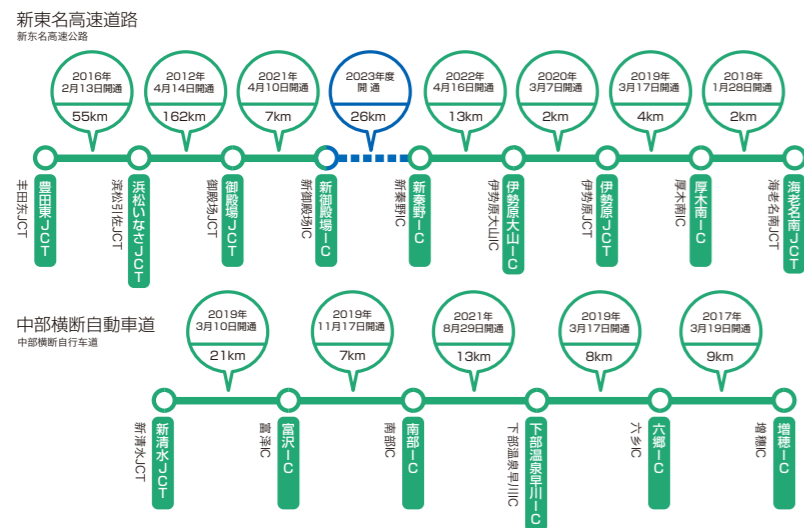 新東名高速道路
新东名高速公路
2016年
2月13日開通
55km
2012年
4月14日開通
162km
2021年
4月10日開通
7km
2023年度
開通
26km
2022年
4月16日開通
13km
2020年
3月7日開通
2km
2019年
3月17日開通
4km
2018年
1月28日開通
2km
豊田東JCT
丰田东JCT
浜松いなさJCT
滨松引佐JCT
御殿場JCT
御殿场JCT
新御殿場IC
新御殿场IC
新秦野IC
新秦野IC
伊勢原大山IC
伊势原大山IC
伊勢原JCT
伊势原JCT
厚木南IC
厚木南IC
海老名南JCT
海老名南JCT
中部横断自動車道
中部横断自行车道
2019年
3月10日開通
21km
2019年
11月17日開通
7km
2021年
8月29日開通
13km
2019年
3月17日開通
8km
2017年
3月19日開通
9km
新清水JCT
新清水JCT
富沢IC
富泽IC
南部IC
南部IC
下部温泉早川IC
下部温泉早川IC
六郷IC
六乡IC
増穂IC
增穗IC